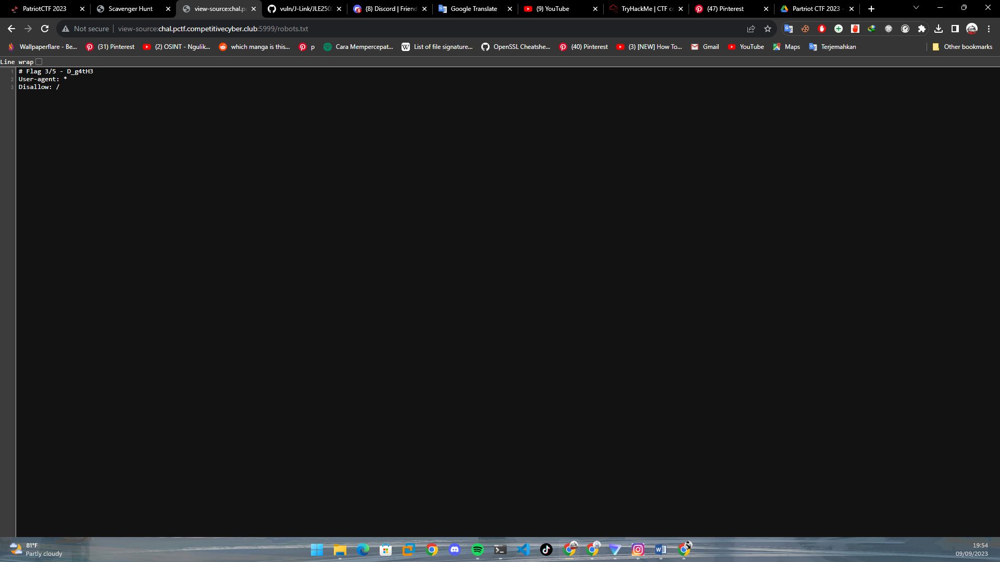 PatriotCTF 2023
Scavenger Hunt
view-source:chal.p
vuln/J-Link/JLE250
(8) Discord | Friend
Google Translate
(9) YouTube
TryHackMe | CTF c
(47) Pinterest
Partriot CTF 2023 -
Not secure
view-source:chal.pctf.competitivecyber.club:5999/robots.txt
Wallpaperflare - Be...
(31) Pinterest
(2) OSINT - Ngulik...
which manga is this...
p
Cara Mempercepat...
W
List of file signature...
OpenSSL Cheatshe...
(40) Pinterest
(3) [NEW] How To...
Gmail
YouTube
Maps
Terjemahkan
Other bookmarks
Line wrap
1 # Flag 3/5 - D_g4tH3
2 User-agent: *
3 Disallow: /
81°F
Partly cloudy
19:54
09/09/2023